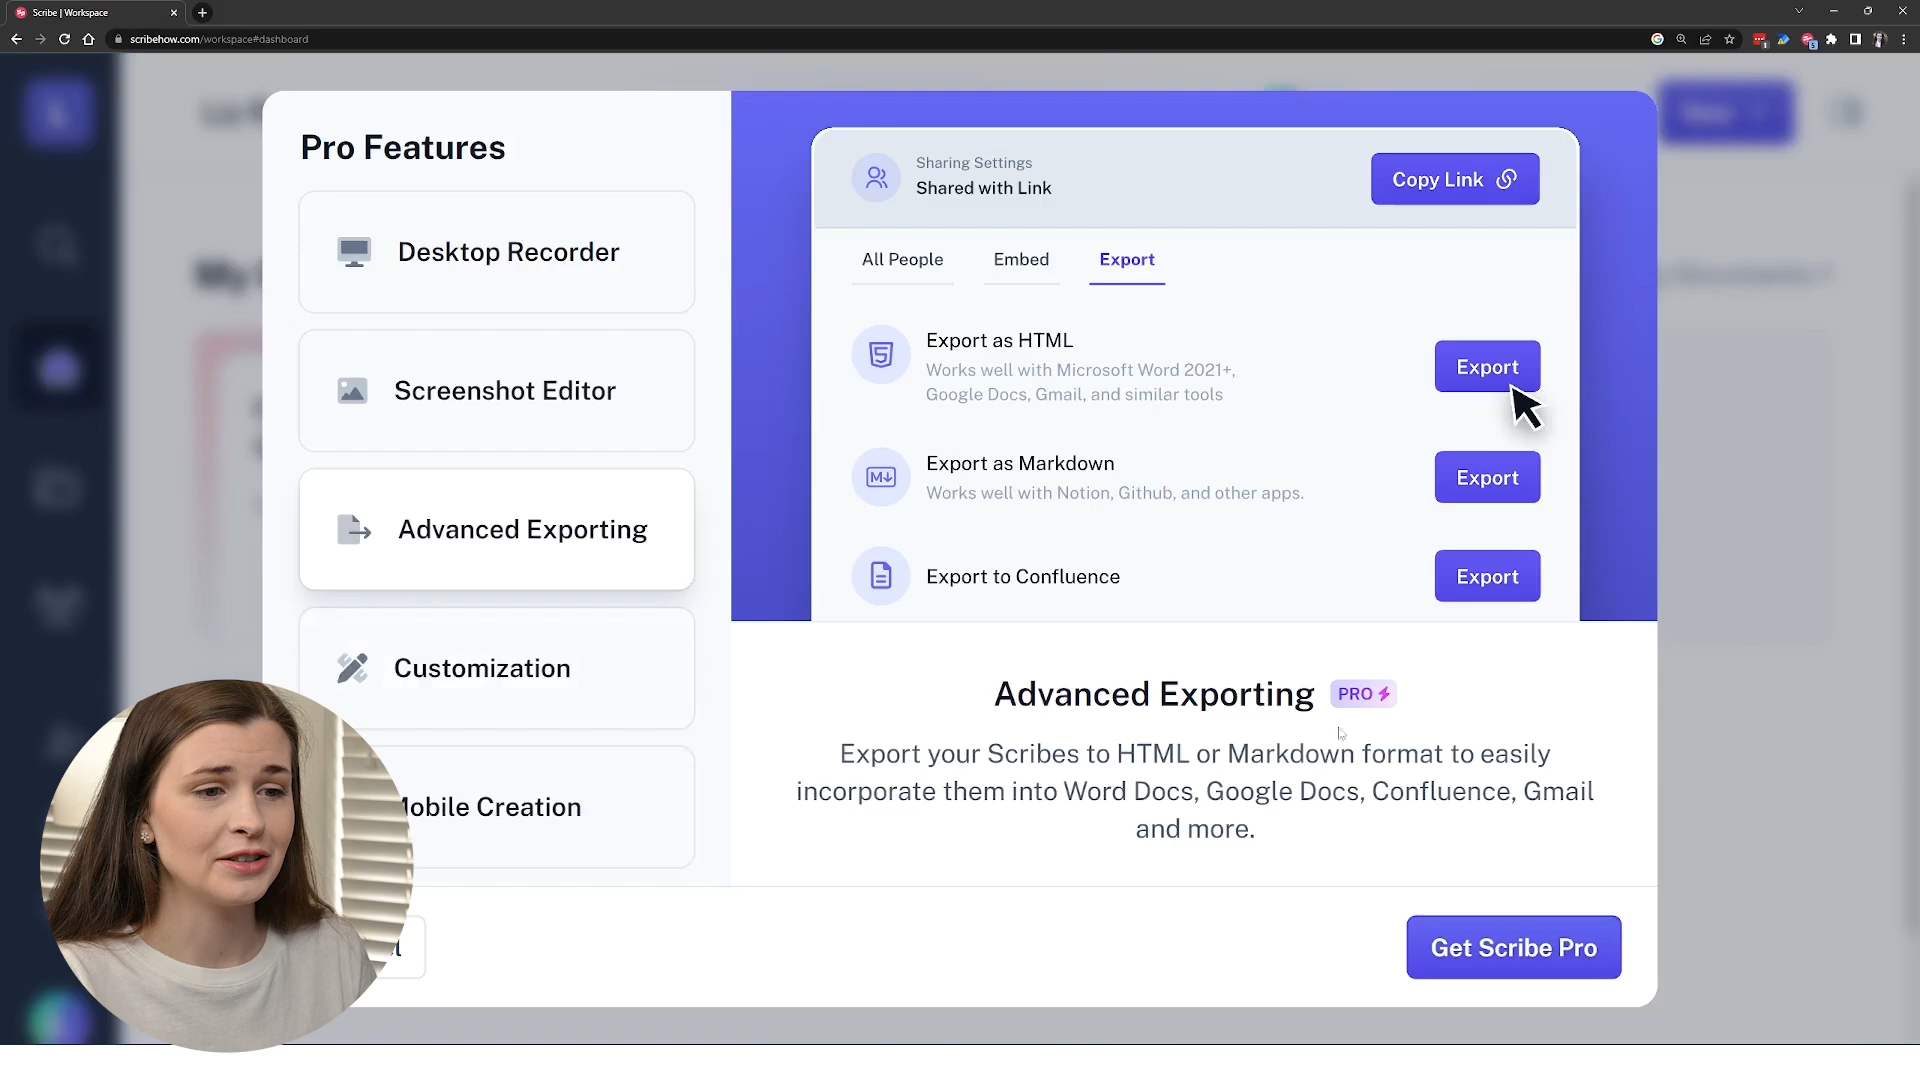 Scribe | Workspace
scribehow.com/workspace#dashboard
Pro Features
Desktop Recorder
Screenshot Editor
Advanced Exporting
Customization
Mobile Creation
Sharing Settings
Shared with Link
Copy Link
All People
Embed
Export
Export as HTML
Works well with Microsoft Word 2021+,
Google Docs, Gmail, and similar tools
Export
Export as Markdown
Works well with Notion, Github, and other apps.
Export
Export to Confluence
Export
Advanced Exporting PRO
Export your Scribes to HTML or Markdown format to easily
incorporate them into Word Docs, Google Docs, Confluence, Gmail
and more.
Get Scribe Pro